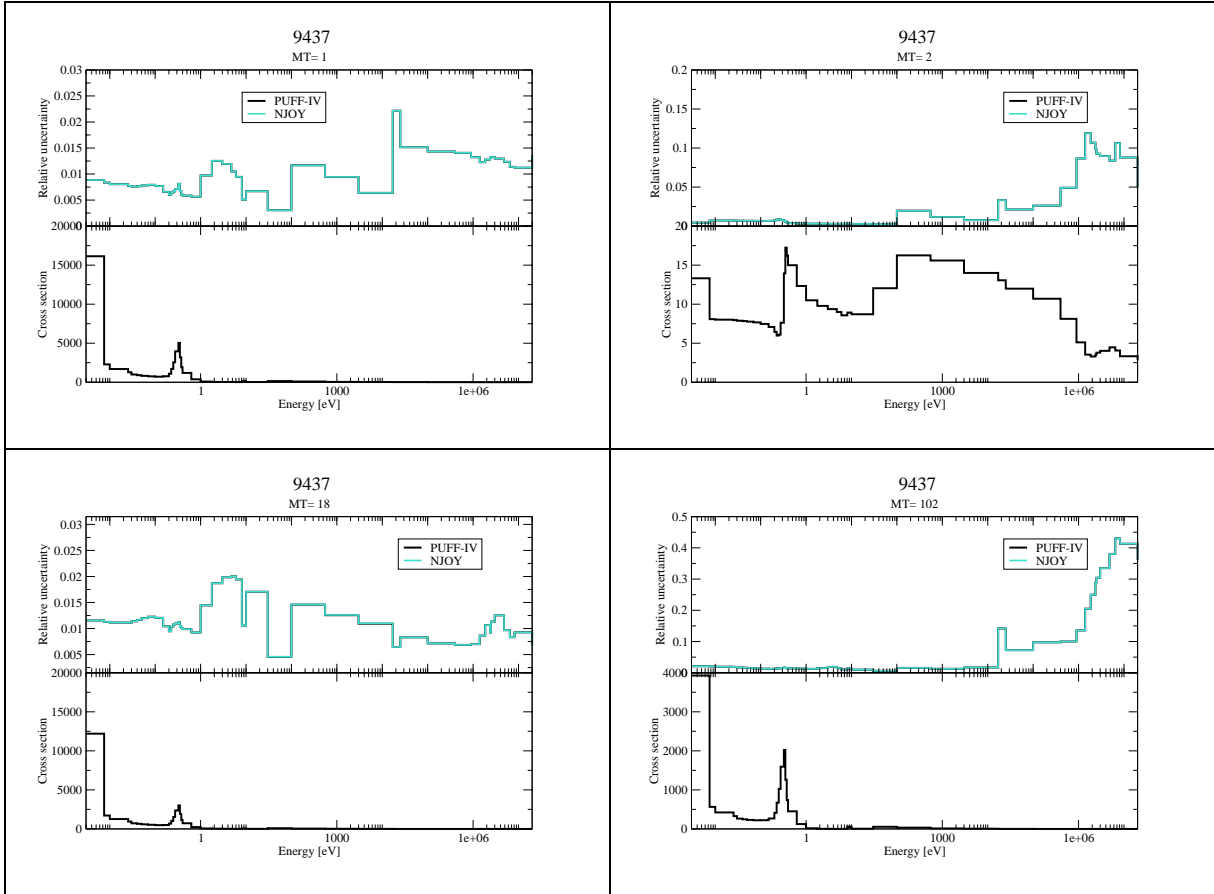 9437
MT= 1
0.03
0.025
0.02
0.015
0.01
0.005
Relative uncertainty
PUFF-IV
NJOY
20000
15000
10000
5000
0
Cross section
1
1000
1e+06
Energy [eV]
9437
MT= 2
0.2
0.15
0.1
0.05
Relative uncertainty
PUFF-IV
NJOY
20
15
10
5
0
Cross section
1
1000
1e+06
Energy [eV]
9437
MT= 18
0.03
0.025
0.02
0.015
0.01
0.005
Relative uncertainty
PUFF-IV
NJOY
20000
15000
10000
5000
0
Cross section
1
1000
1e+06
Energy [eV]
9437
MT= 102
0.5
0.4
0.3
0.2
0.1
Relative uncertainty
PUFF-IV
NJOY
4000
3000
2000
1000
0
Cross section
1
1000
1e+06
Energy [eV]